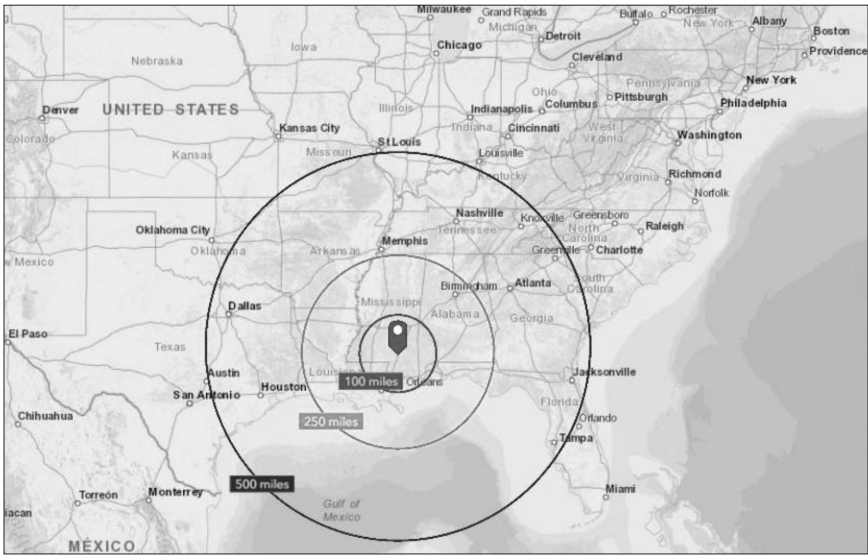 Milwaukee
Grand Rapids
Michigan
Buffalo
Rochester
New York
Albany
Boston
Providence
Detroit
Chicago
Iowa
Nebraska
Cleveland
New York
Pennsylvania
Pittsburgh
Philadelphia
Ohio
Columbus
Denver
UNITED STATES
Illinois
Indianapolis
Indiana
Cincinnati
West
Virginia
Washington
Colorado
Kansas City
Kansas
Missouri
St Louis
Louisville
Kentucky
Virginia
Richmond
Norfolk
Nashville
Tennessee
Knoxville
Greensboro
North
Carolina
Raleigh
Oklahoma City
Oklahoma
Arkansas
Memphis
Greenville
Charlotte
w Mexico
South
Carolina
Mississippi
Birmingham
Atlanta
Alabama
Georgia
Dallas
El Paso
Texas
Louisiana
Austin
San Antonio
Houston
100 miles
Orleans
Jacksonville
Florida
Orlando
Tampa
250 miles
Chihuahua
500 miles
Gulf of
Mexico
Miami
Torreón
Monterrey
iacan
MÉXICO